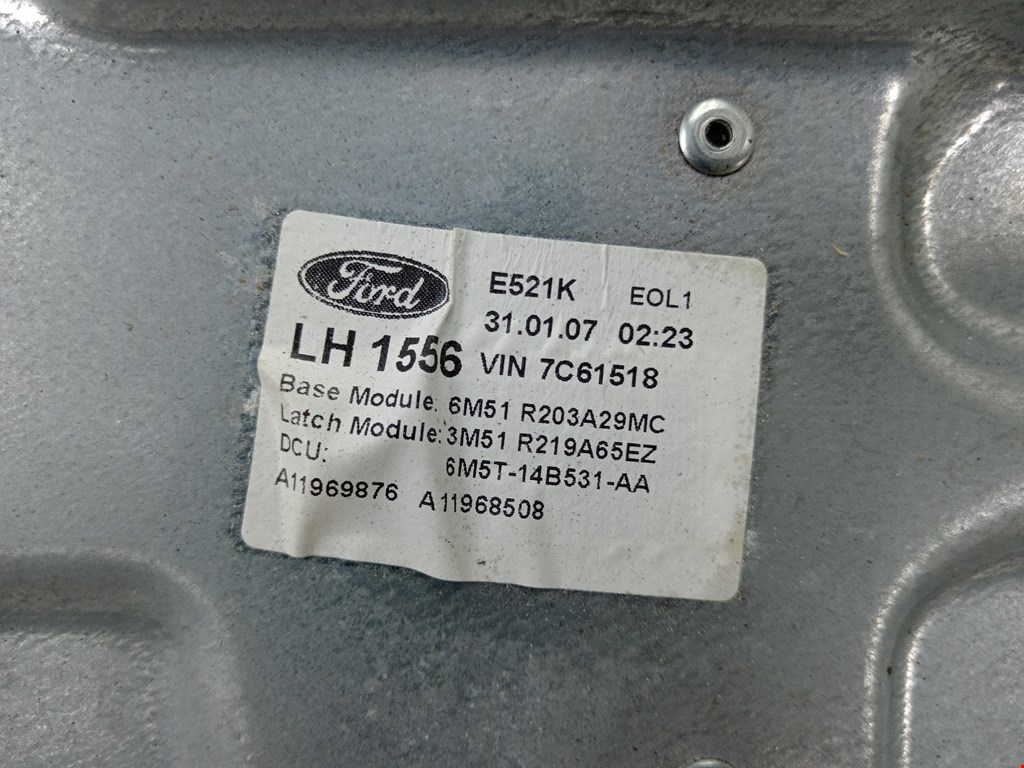 Ford
E521K EOL1
31.01.07 02:23
LH 1556 VIN 7C61518
Base Module: 6M51 R203A29MC
Latch Module: 3M51 R219A65EZ
DCU: 6M5T-14B531-AA
A11969876 A11968508